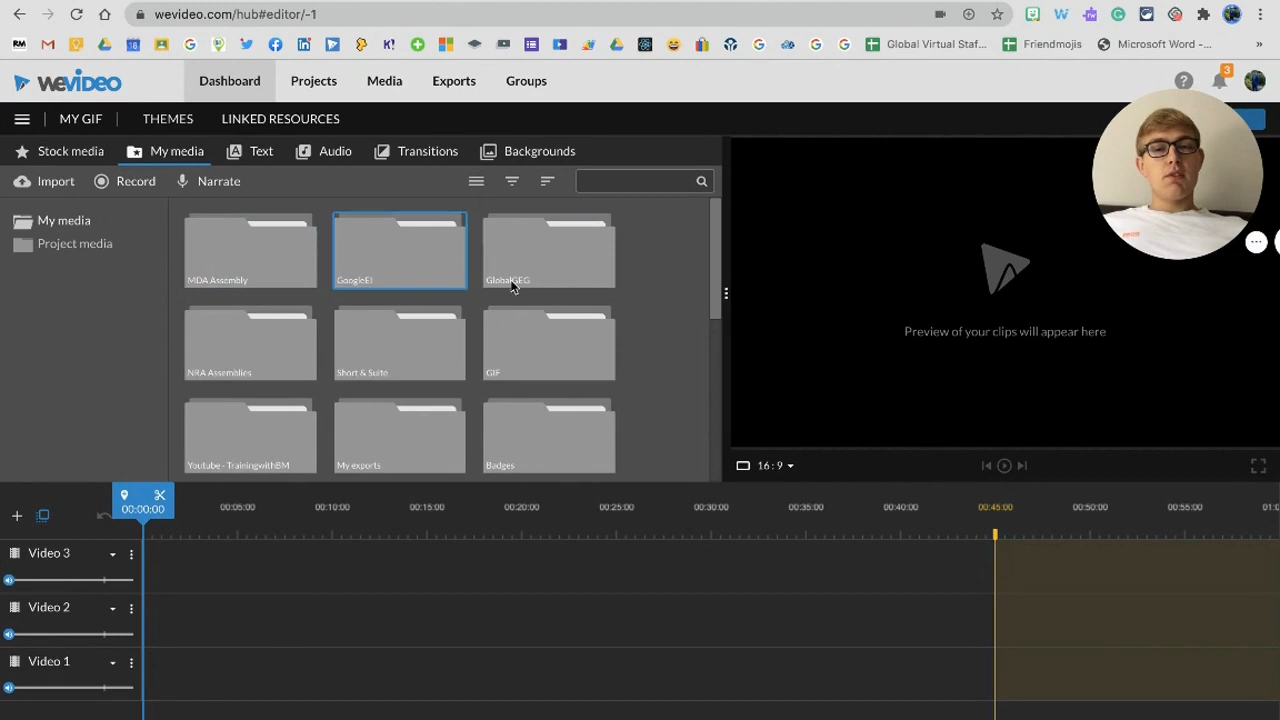 wevideo.com/hub#editor/-1
Global Virtual Staf... Friendmojis Microsoft Word -... »
WEVIDEO Dashboard Projects Media Exports Groups ? 3
MY GIF THEMES LINKED RESOURCES
Stock media My media Text Audio Transitions Backgrounds
Import Record Narrate
My media
Project media
MDA Assembly GoogleEI GlobalGEG
NRA Assemblies Short & Suite GIF
Youtube - TrainingwithBM My exports Badges
Preview of your clips will appear here
16:9
00:00:00 00:05:00 00:10:00 00:15:00 00:20:00 00:25:00 00:30:00 00:35:00 00:40:00 00:45:00 00:50:00 00:55:00
Video 3
Video 2
Video 1